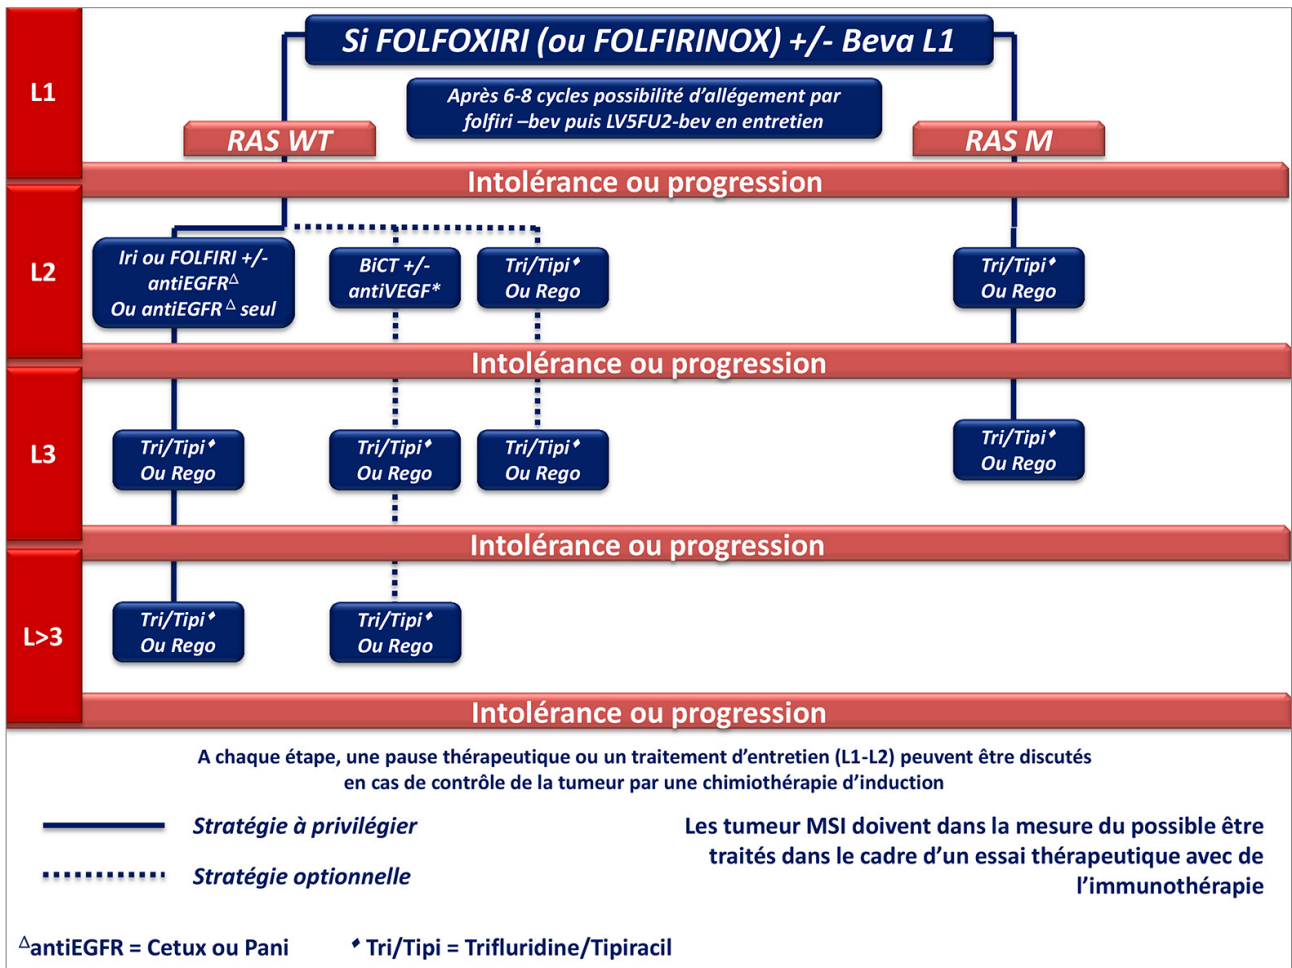 L1
Si FOLFOXIRI (ou FOLFIRINOX) +/- Beva L1
Après 6-8 cycles possibilité d’allégement par
folfiri –bev puis LV5FU2-bev en entretien
RAS WT
RAS M
Intolérance ou progression
L2
Iri ou FOLFIRI +/-
antiEGFRΔ
Ou antiEGFR Δ seul
BiCT +/-
antiVEGF*
Tri/Tipi♦
Ou Rego
Tri/Tipi♦
Ou Rego
Intolérance ou progression
L3
Tri/Tipi♦
Ou Rego
Tri/Tipi♦
Ou Rego
Tri/Tipi♦
Ou Rego
Tri/Tipi♦
Ou Rego
Intolérance ou progression
L>3
Tri/Tipi♦
Ou Rego
Tri/Tipi♦
Ou Rego
Intolérance ou progression
A chaque étape, une pause thérapeutique ou un traitement d’entretien (L1-L2) peuvent être discutés
en cas de contrôle de la tumeur par une chimiothérapie d’induction
Stratégie à privilégier
Stratégie optionnelle
Les tumeur MSI doivent dans la mesure du possible être
traités dans le cadre d’un essai thérapeutique avec de
l’immunothérapie
ΔantiEGFR = Cetux ou Pani
♦ Tri/Tipi = Trifluridine/Tipiracil